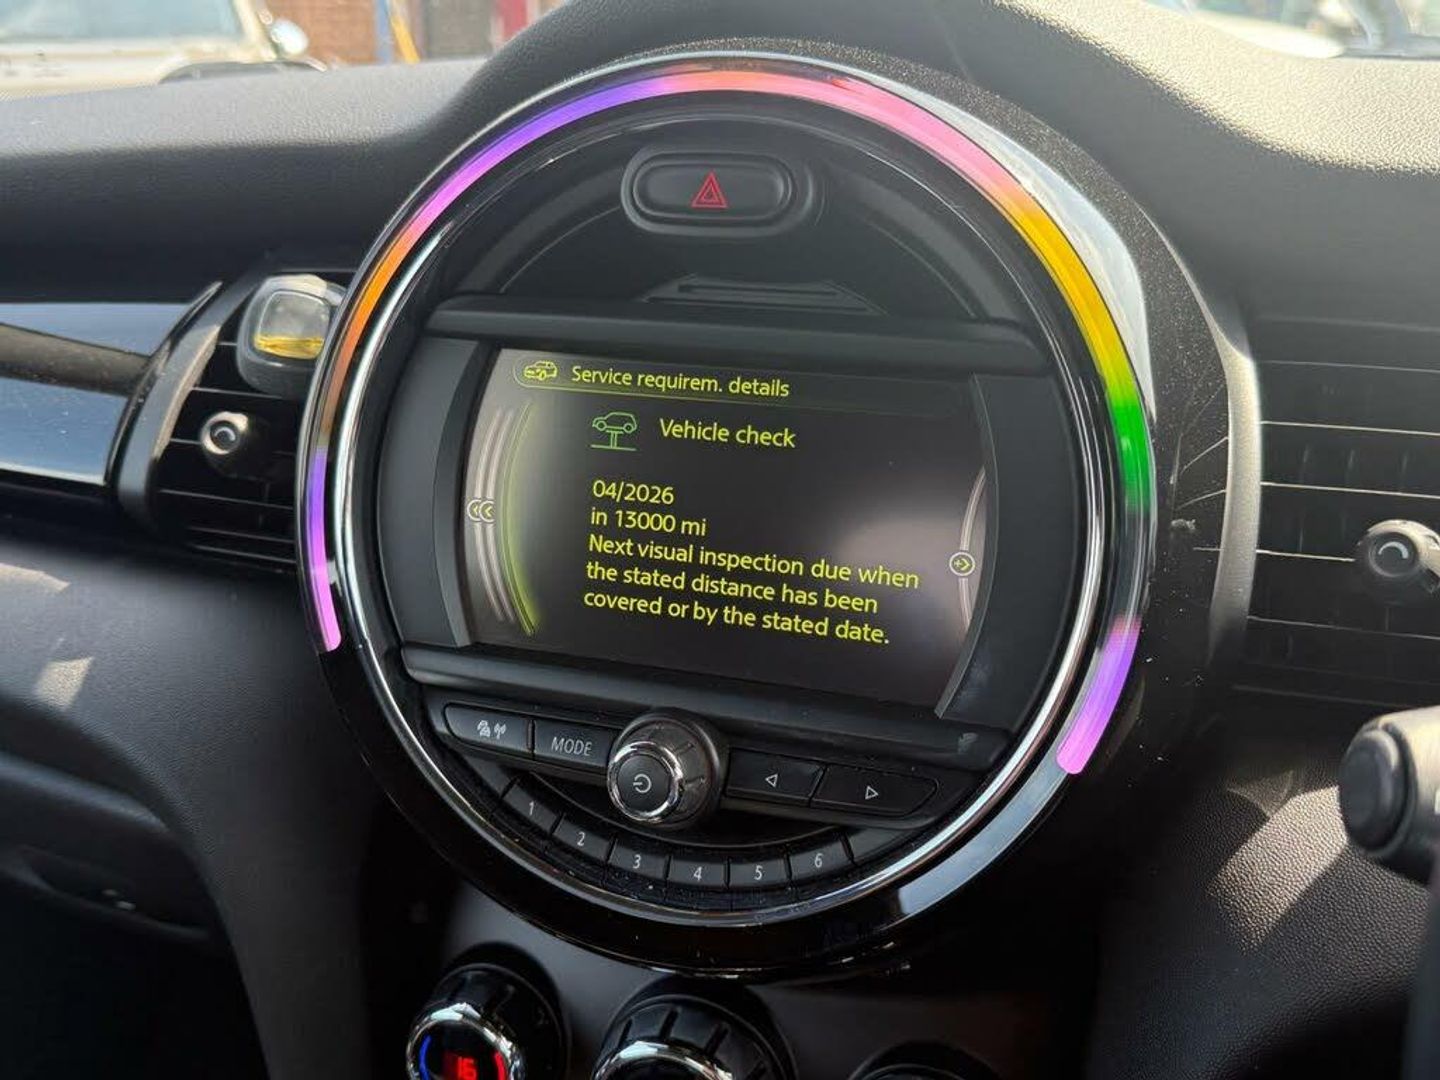 Service requirem. details
Vehicle check
04/2026
in 13000 mi
Next visual inspection due when
the stated distance has been
covered or by the stated date.
MODE
1
2
3
4
5
6
16